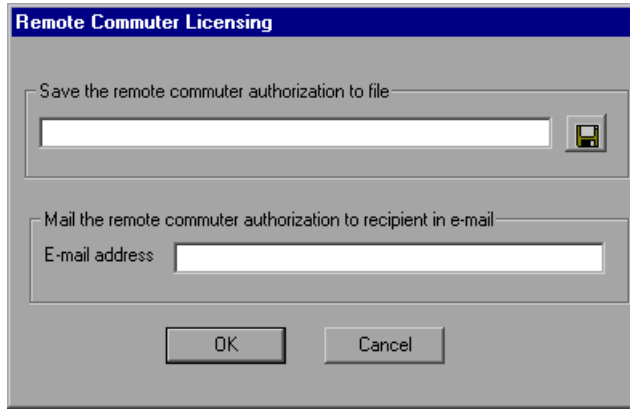 Remote Commuter Licensing
Save the remote commuter authorization to file
Mail the remote commuter authorization to recipient in e-mail
E-mail address
OK
Cancel